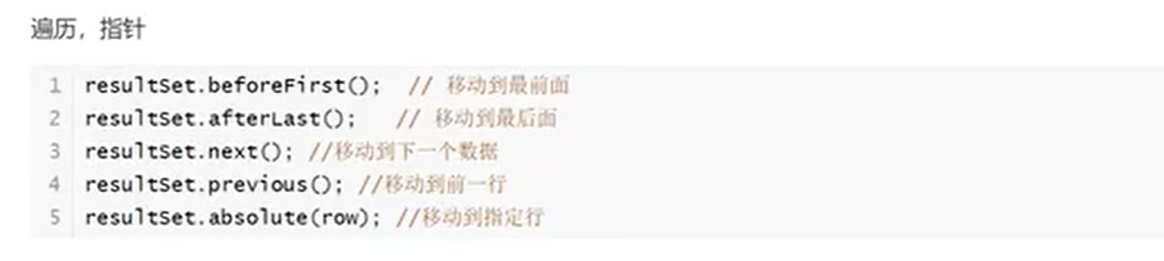 遍历，指针
1 resultSet.beforeFirst();  // 移动到最前面
2 resultSet.afterLast();   // 移动到最后面
3 resultSet.next(); //移动到下一个数据
4 resultSet.previous(); //移动到前一行
5 resultSet.absolute(row); //移动到指定行